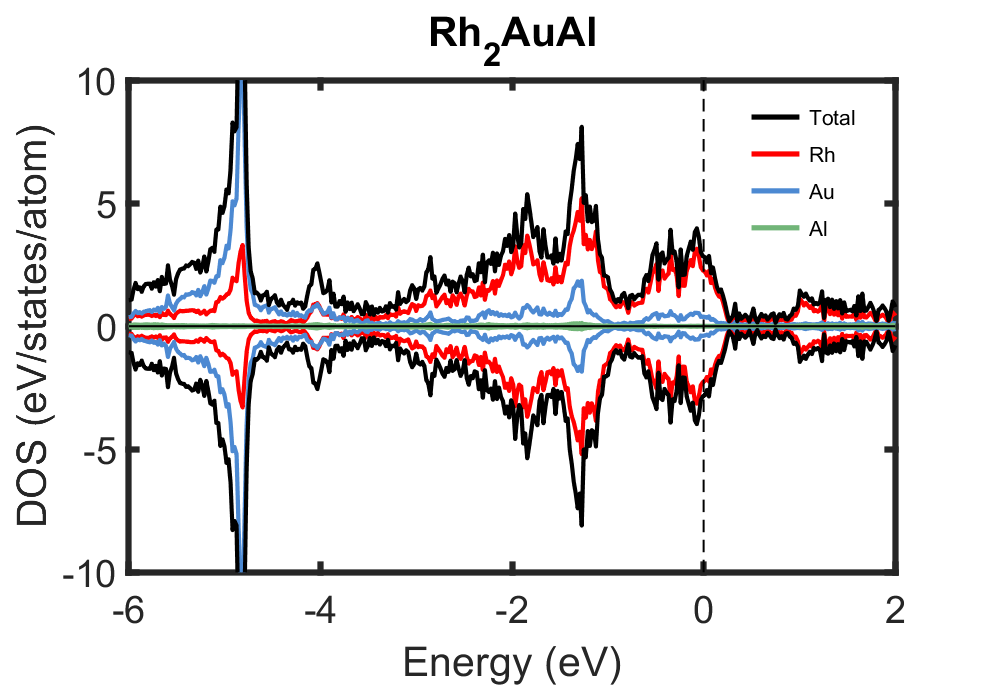 Rh2AuAl
10
5
0
0
-5
-10
DOS (eV/states/atom)
Total
Rh
Au
Al
-6
-4
-2
0
2
Energy (eV)